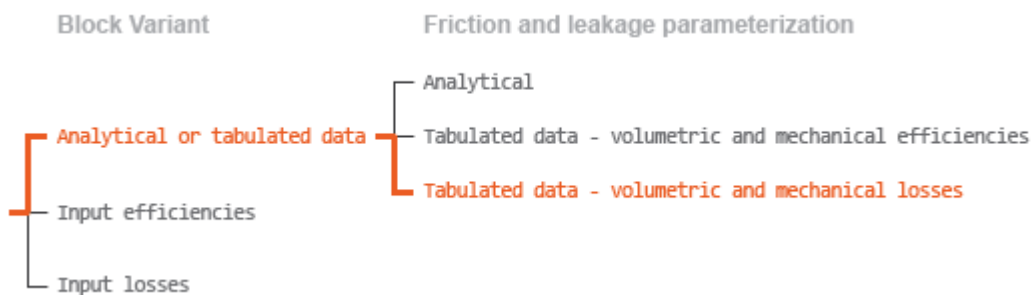 Block Variant
Friction and leakage parameterization
Analytical
Analytical or tabulated data
Tabulated data - volumetric and mechanical efficiencies
Tabulated data - volumetric and mechanical losses
Input efficiencies
Input losses